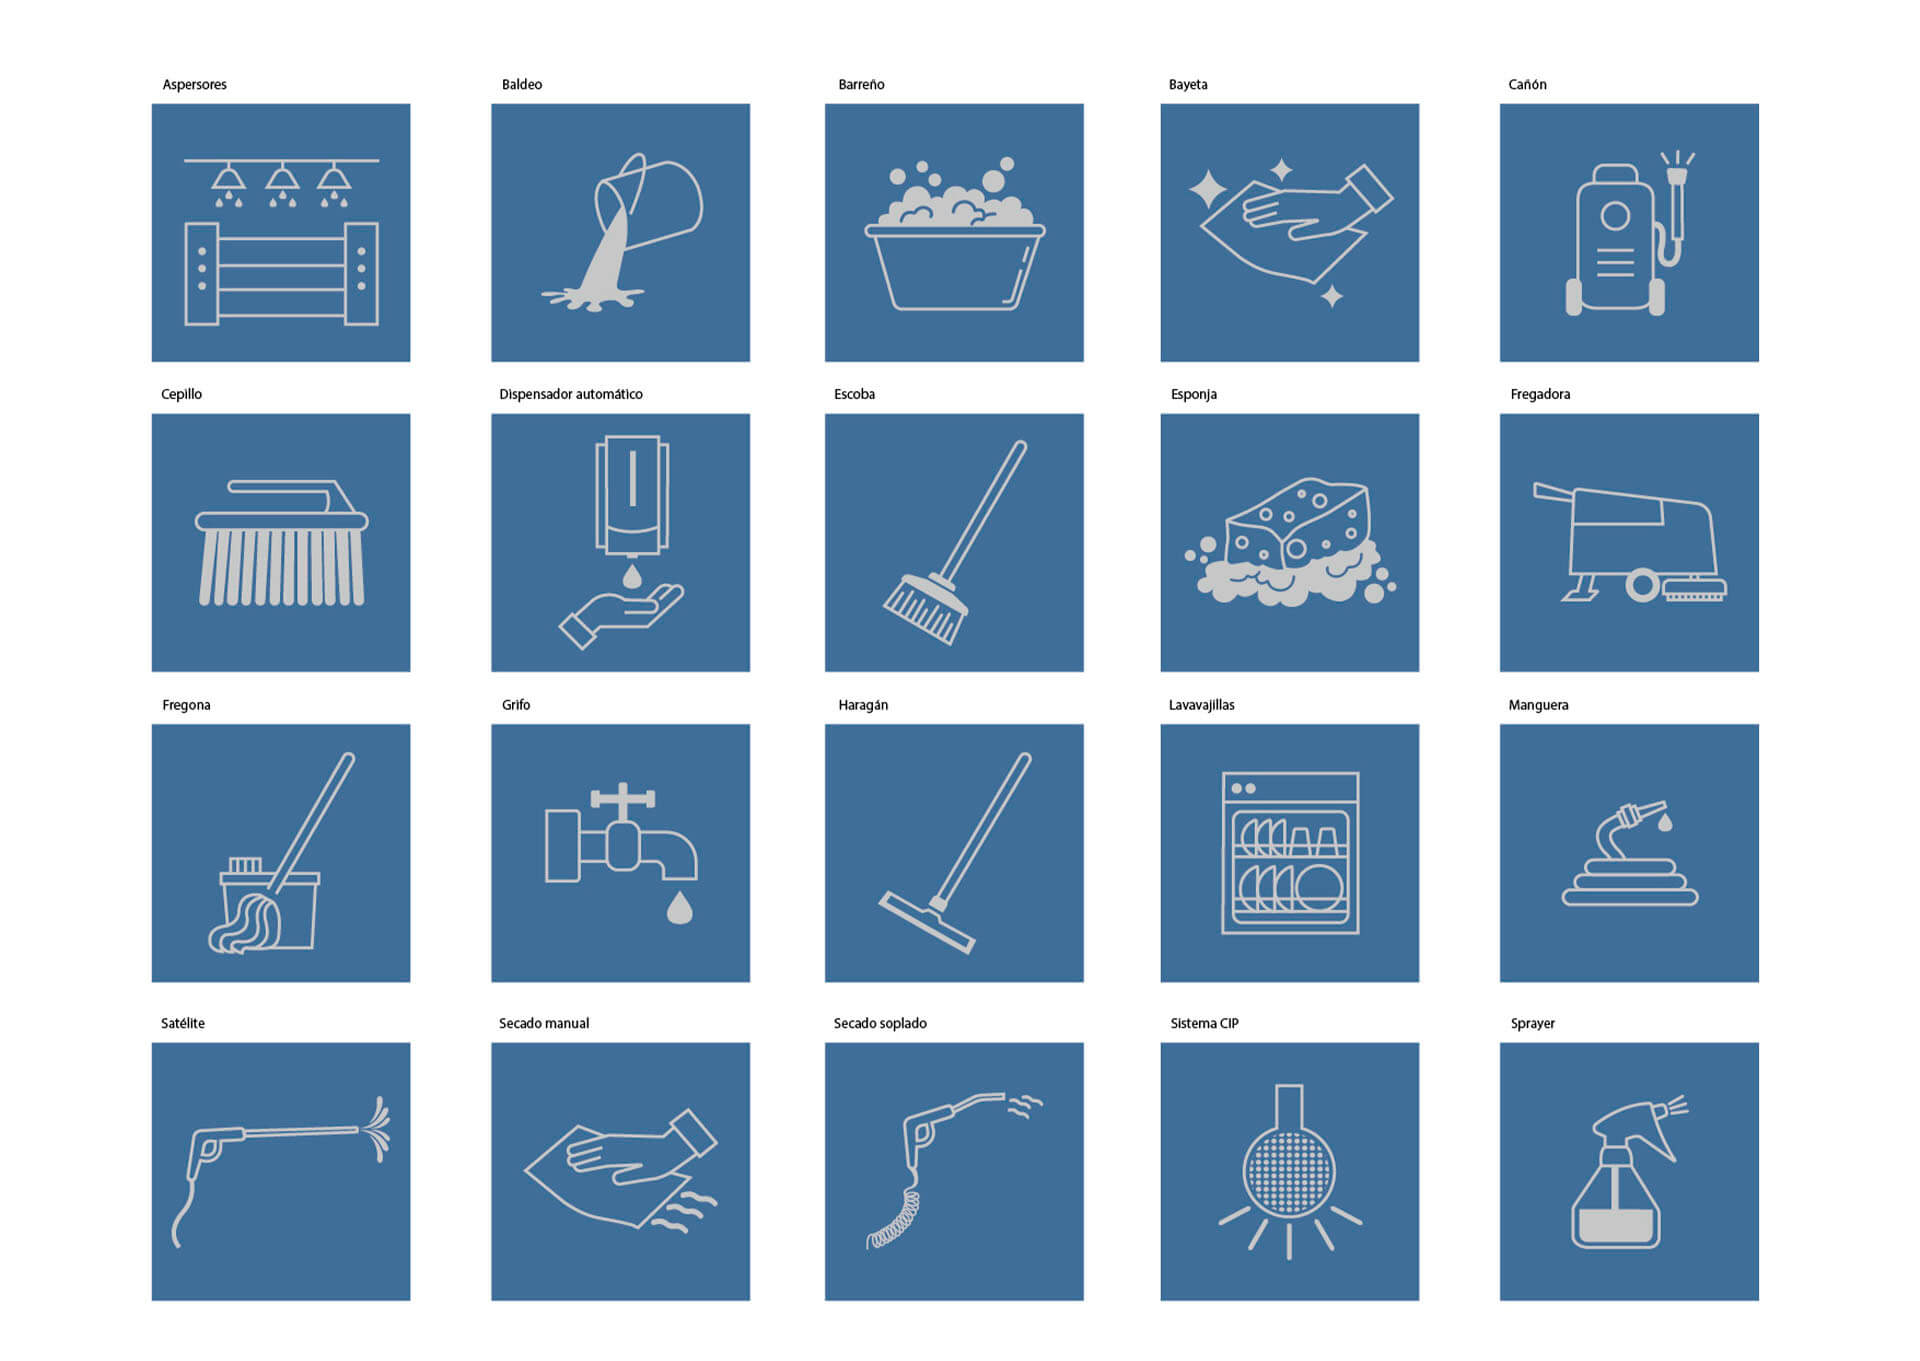 Aspersores
Baldeo
Barreño
Bayeta
Cañón
Cepillo
Dispensador automático
Escoba
Esponja
Fregadora
Fregona
Grifo
Haragán
Lavavajillas
Manguera
Satélite
Secado manual
Secado soplado
Sistema CIP
Sprayer